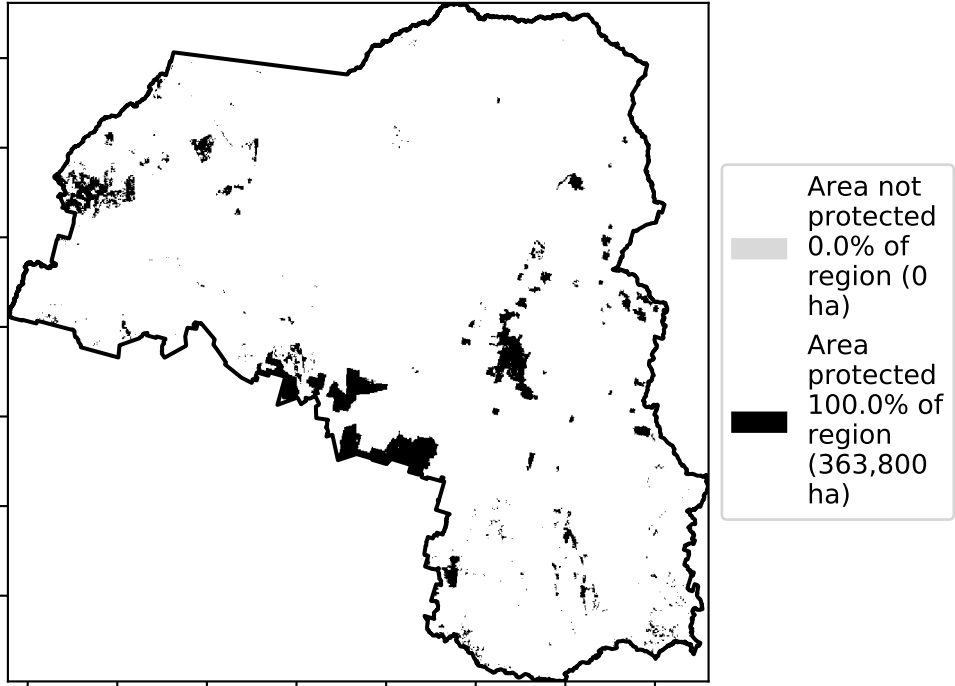 Area not
protected
0.0% of
region (0
ha)
Area
protected
100.0% of
region
(363,800
ha)